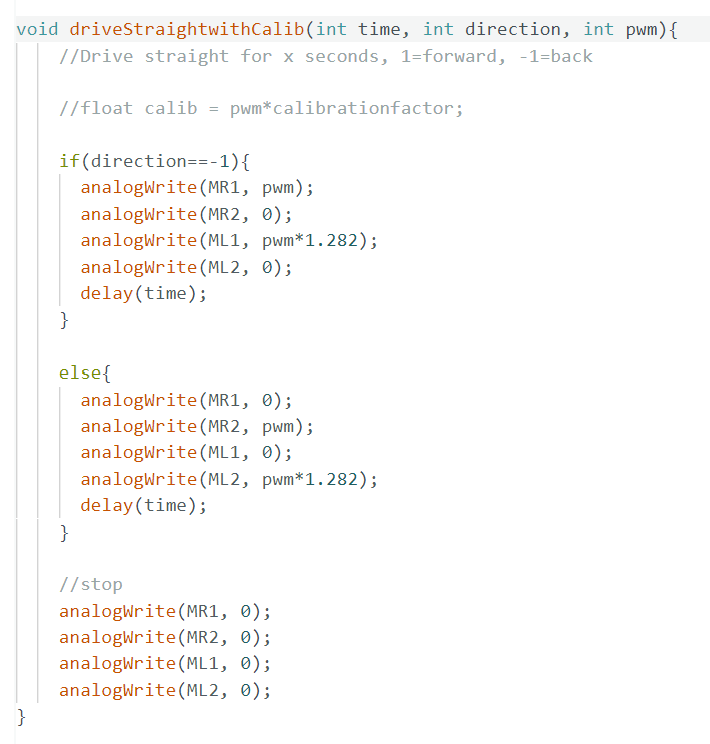 void driveStraightwithCalib(int time, int direction, int pwm){
//Drive straight for x seconds, 1=forward, -1=back
//float calib = pwm*calibrationfactor;
if(direction==-1){
analogWrite(MR1, pwm);
analogWrite(MR2, 0);
analogWrite(ML1, pwm*1.282);
analogWrite(ML2, 0);
delay(time);
}
else{
analogWrite(MR1, 0);
analogWrite(MR2, pwm);
analogWrite(ML1, 0);
analogWrite(ML2, pwm*1.282);
delay(time);
}
//stop
analogWrite(MR1, 0);
analogWrite(MR2, 0);
analogWrite(ML1, 0);
analogWrite(ML2, 0);
}